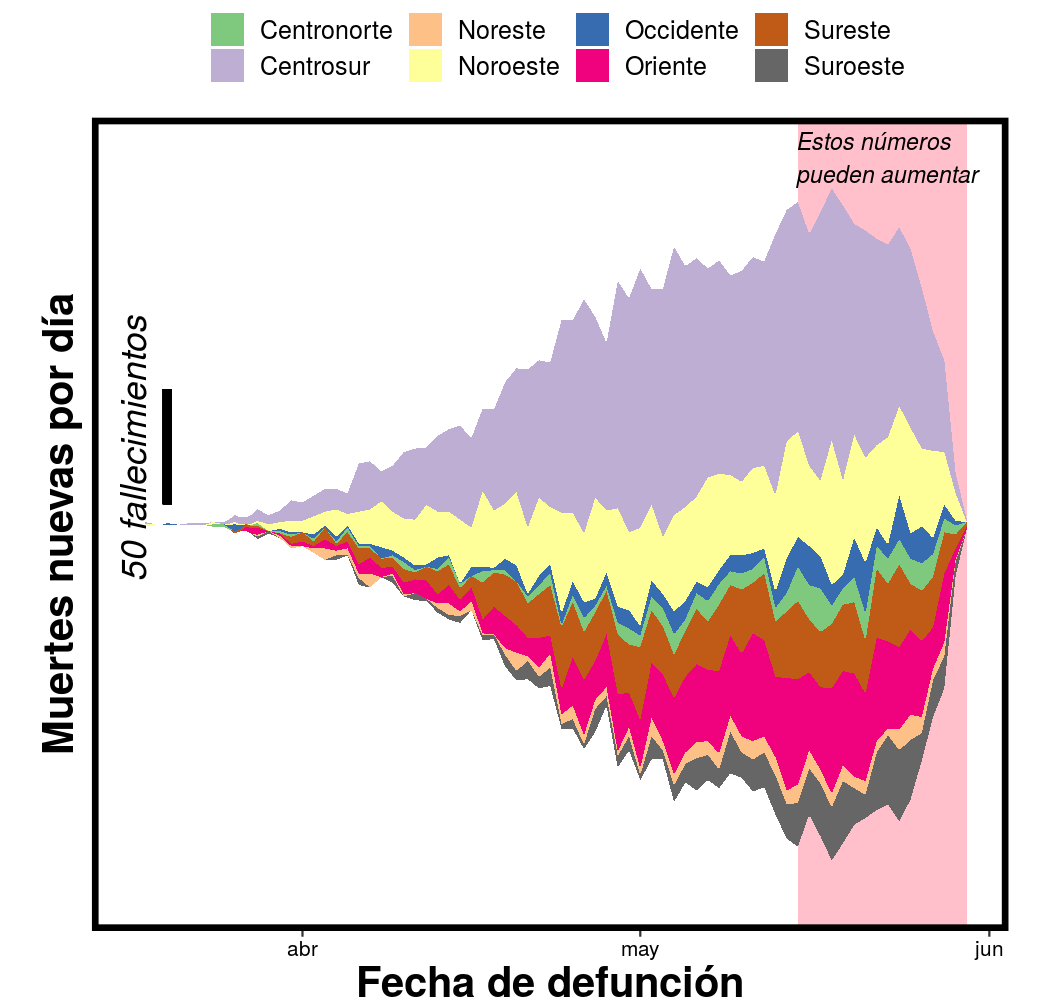 Centronorte Noreste Occidente Sureste
Centrosur Noroeste Oriente Suroeste
Estos números
pueden aumentar
50 fallecimientos
Muertes nuevas por día
abr may jun
Fecha de defunción